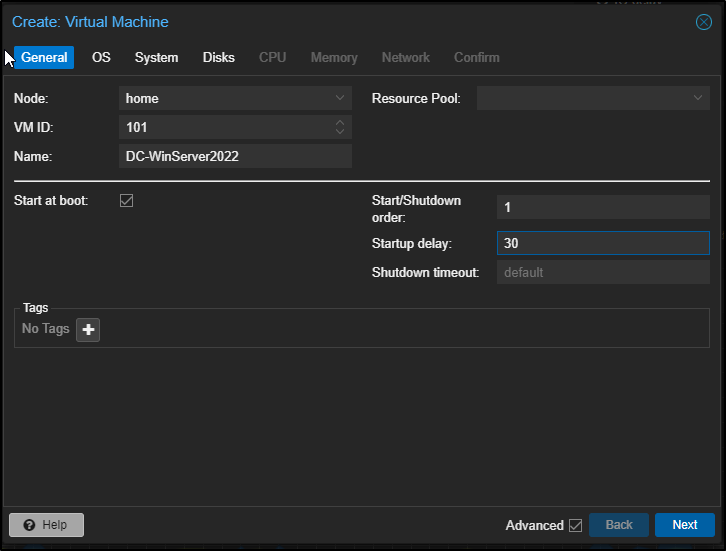 Create: Virtual Machine
General OS System Disks CPU Memory Network Confirm
Node: home Resource Pool:
VM ID: 101
Name: DC-WinServer2022
Start at boot: Start/Shutdown order: 1
Startup delay: 30
Shutdown timeout: default
Tags
No Tags
Help Advanced Back Next